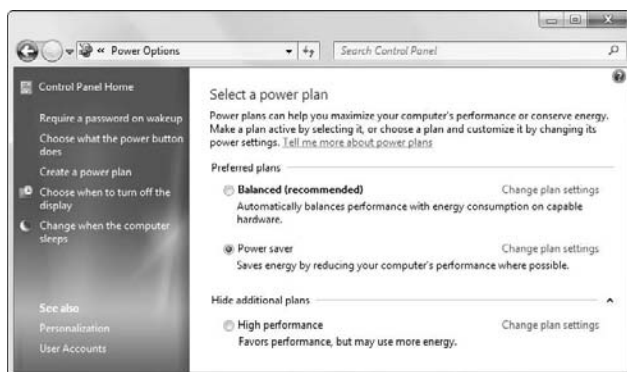 « Power Options
Search Control Panel
Control Panel Home
Require a password on wakeup
Choose what the power button
does
Create a power plan
Choose when to turn off the
display
Change when the computer
sleeps
See also
Personalization
User Accounts
Select a power plan
Power plans can help you maximize your computer's performance or conserve energy.
Make a plan active by selecting it, or choose a plan and customize it by changing its
power settings. Tell me more about power plans
Preferred plans
Balanced (recommended) Change plan settings
Automatically balances performance with energy consumption on capable
hardware.
Power saver Change plan settings
Saves energy by reducing your computer's performance where possible.
Hide additional plans
High performance Change plan settings
Favors performance, but may use more energy.